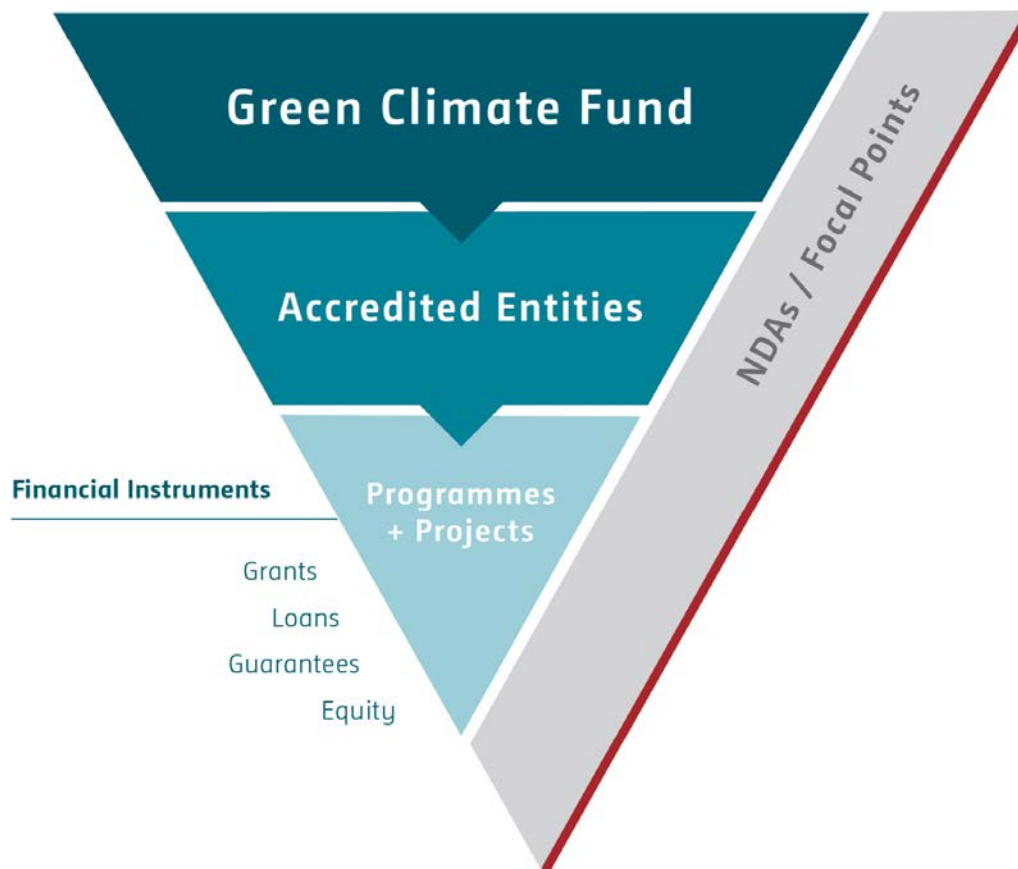 Green Climate Fund
NDAs / Focal Points
Accredited Entities
Programmes
+ Projects
Financial Instruments
Grants
Loans
Guarantees
Equity